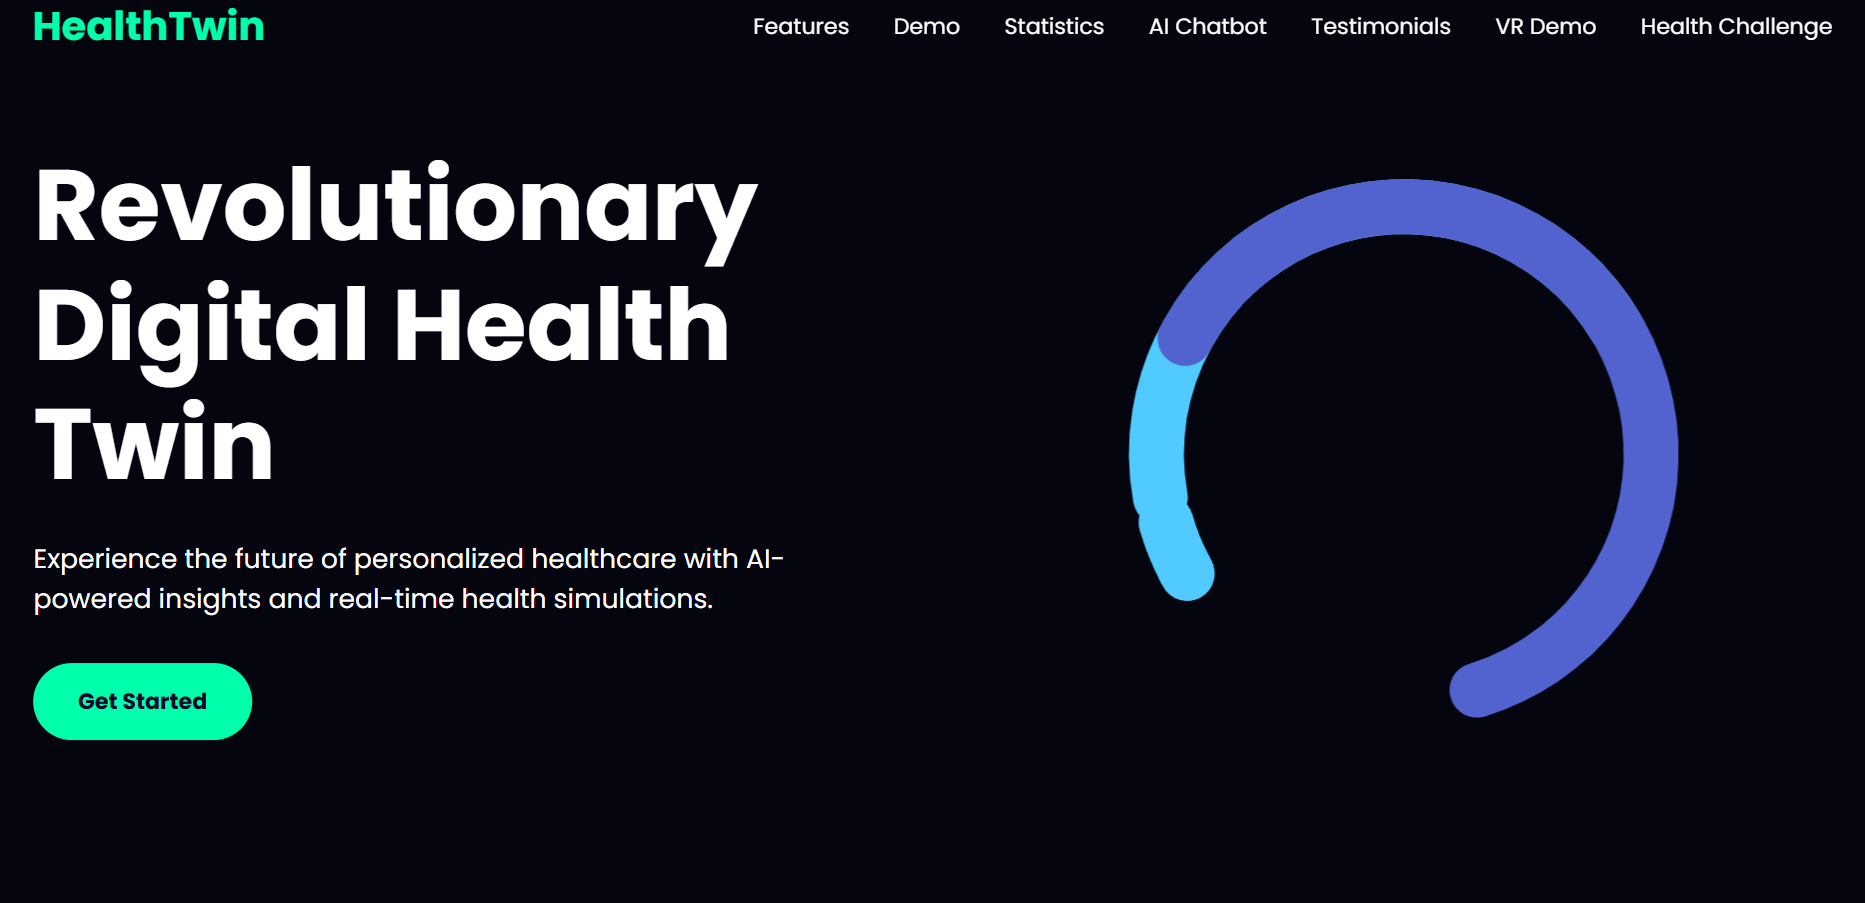 HealthTwin
Features Demo Statistics AI Chatbot Testimonials VR Demo Health Challenge
Revolutionary
Digital Health
Twin
Experience the future of personalized healthcare with AI-
powered insights and real-time health simulations.
Get Started